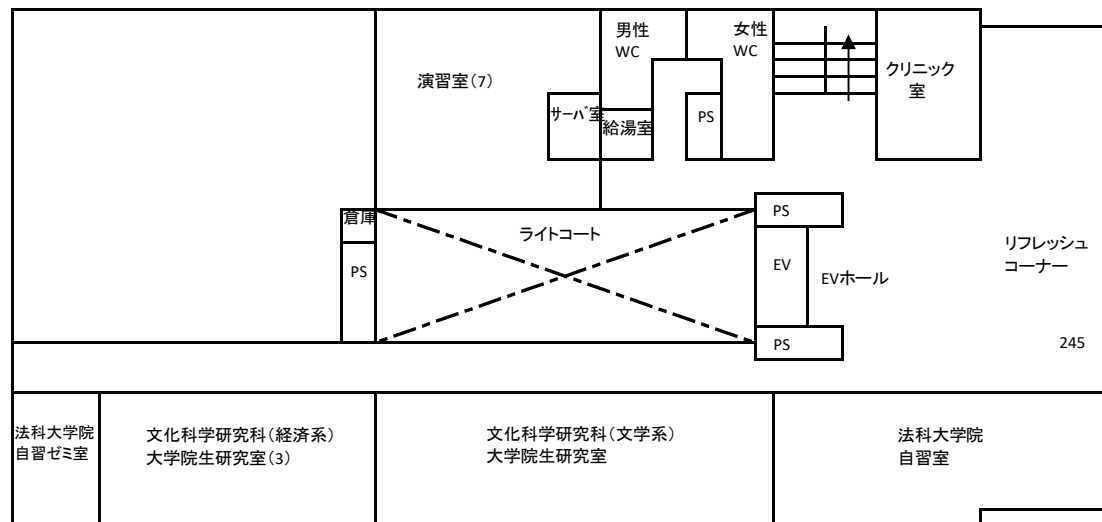 男性
WC
女性
WC
演習室(7)
クリニック
室
サーバ室
給湯室
PS
倉庫
PS
ライトコート
PS
EV
EVホール
リフレッシュ
コーナー
PS
245
法科大学院
自習ゼミ室
文化科学研究科(経済系)
大学院生研究室(3)
文化科学研究科(文学系)
大学院生研究室
法科大学院
自習室